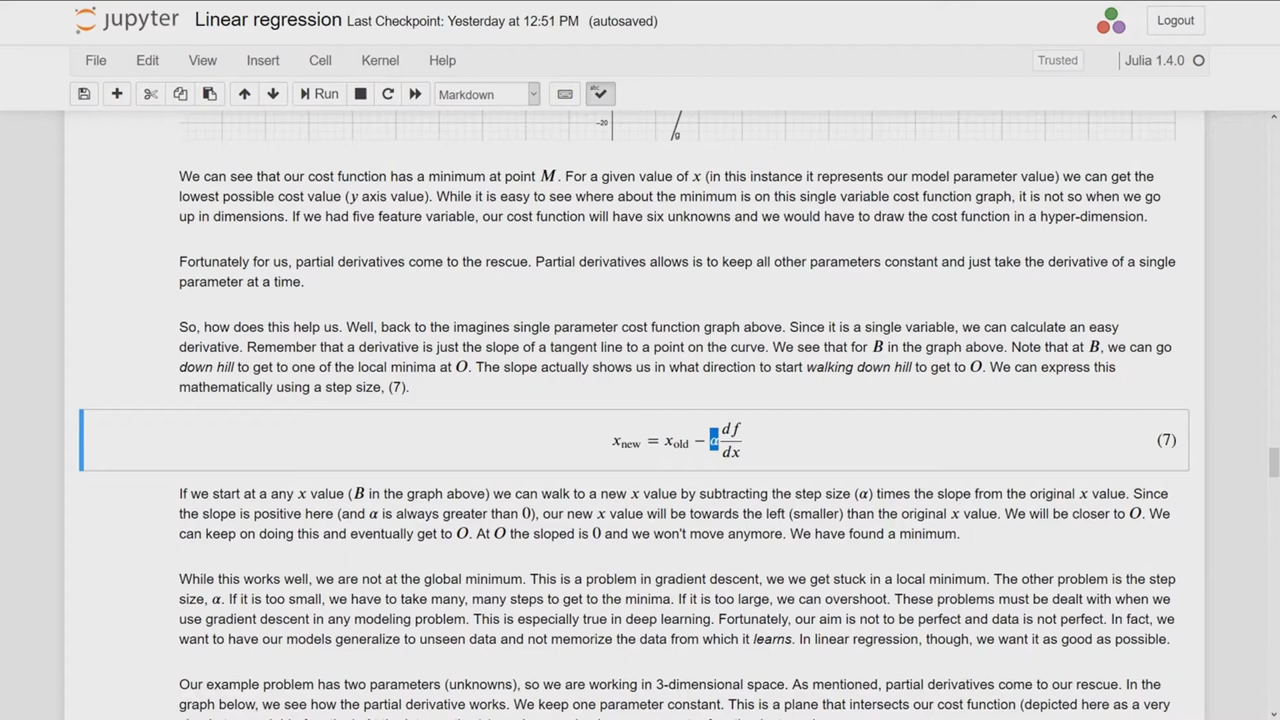 jupyter Linear regression Last Checkpoint: Yesterday at 12:51 PM (autosaved) Logout
File Edit View Insert Cell Kernel Help Trusted Julia 1.4.0
Run Markdown
-20
g
We can see that our cost function has a minimum at point M. For a given value of x (in this instance it represents our model parameter value) we can get the
lowest possible cost value (y axis value). While it is easy to see where about the minimum is on this single variable cost function graph, it is not so when we go
up in dimensions. If we had five feature variable, our cost function will have six unknowns and we would have to draw the cost function in a hyper-dimension.
Fortunately for us, partial derivatives come to the rescue. Partial derivatives allows is to keep all other parameters constant and just take the derivative of a single
parameter at a time.
So, how does this help us. Well, back to the imagines single parameter cost function graph above. Since it is a single variable, we can calculate an easy
derivative. Remember that a derivative is just the slope of a tangent line to a point on the curve. We see that for B in the graph above. Note that at B, we can go
down hill to get to one of the local minima at O. The slope actually shows us in what direction to start walking down hill to get to O. We can express this
mathematically using a step size, (7).
x_new = x_old − α df/dx (7)
If we start at a any x value (B in the graph above) we can walk to a new x value by subtracting the step size (α) times the slope from the original x value. Since
the slope is positive here (and α is always greater than 0), our new x value will be towards the left (smaller) than the original x value. We will be closer to O. We
can keep on doing this and eventually get to O. At O the sloped is 0 and we won't move anymore. We have found a minimum.
While this works well, we are not at the global minimum. This is a problem in gradient descent, we we get stuck in a local minimum. The other problem is the step
size, α. If it is too small, we have to take many, many steps to get to the minima. If it is too large, we can overshoot. These problems must be dealt with when we
use gradient descent in any modeling problem. This is especially true in deep learning. Fortunately, our aim is not to be perfect and data is not perfect. In fact, we
want to have our models generalize to unseen data and not memorize the data from which it learns. In linear regression, though, we want it as good as possible.
Our example problem has two parameters (unknowns), so we are working in 3-dimensional space. As mentioned, partial derivatives come to our rescue. In the
graph below, we see how the partial derivative works. We keep one parameter constant. This is a plane that intersects our cost function (depicted here as a very